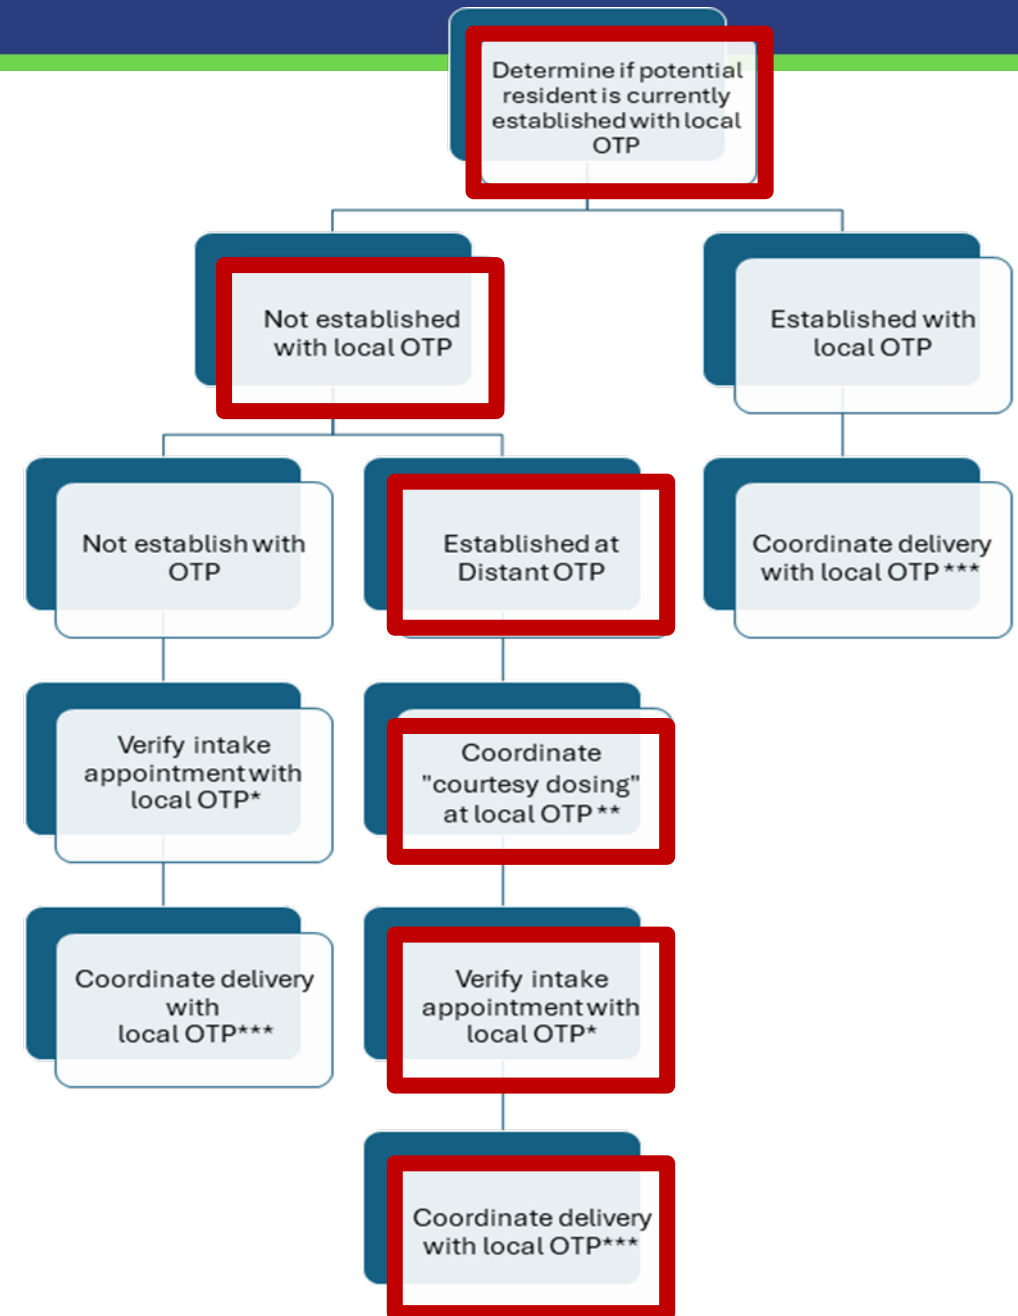 Determine if potential
resident is currently
established with local
OTP
Not established
with local OTP
Established with
local OTP
Not establish with
OTP
Established at
Distant OTP
Coordinate delivery
with local OTP ***
Verify intake
appointment with
local OTP*
Coordinate
"courtesy dosing"
at local OTP **
Coordinate delivery
with
local OTP***
Verify intake
appointment with
local OTP*
Coordinate delivery
with local OTP***